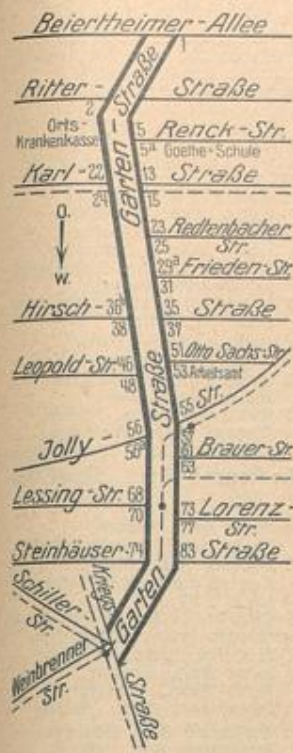 Beiertheimer-Allee
1
Straße
Ritter- Straße
2
Orts-
Krankenkasse
5 Renck-Str.
5a Goethe-Schule
Garten-
Karl-22 13 Straße
24 15
O.
W.
23 Redtenbacher
25 Str.
29a Frieden-Str
31
Hirsch-36 35 Straße
38 37
51 Otto Sachs-Str
Leopold-Str 46 53 Arbeitsamt
48
Straße
55 Str.
Jolly- 56
56a 61 Brauer-Str
63
Lessing-Str. 68 73 Lorenz-
70 77 Str.
Steinhäuser-74 83 Straße
Garten
Kriegs
Schiller
Str.
Weinbrenner
Str.
Straße